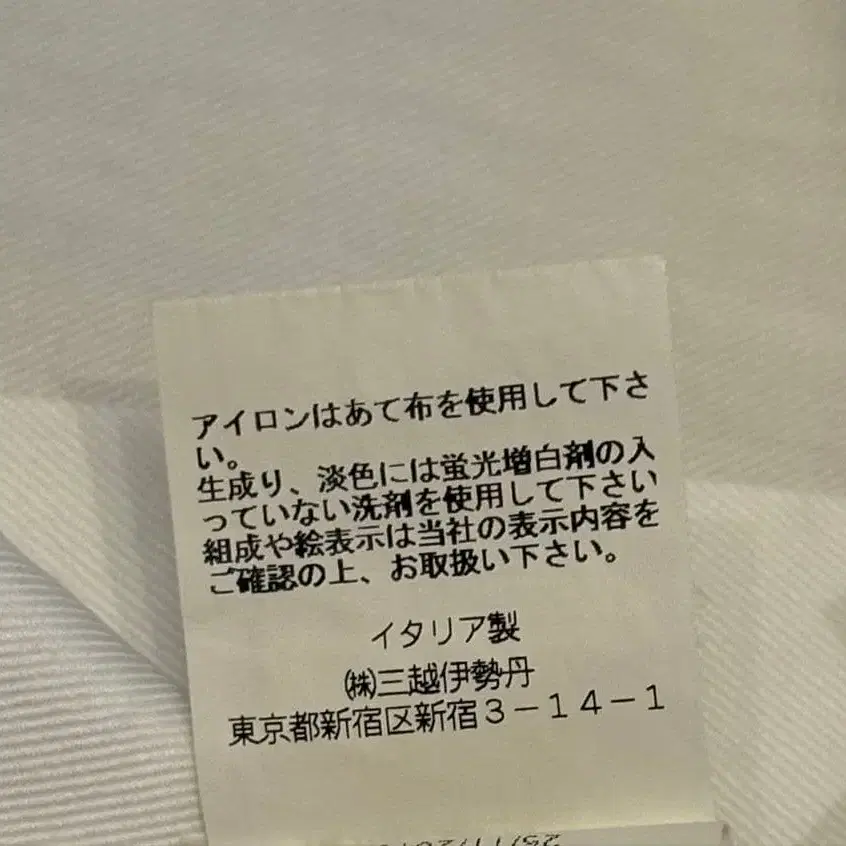 アイロンはあて布を使用して下さ
い。
生成り、淡色には蛍光増白剤の入
っていない洗剤を使用して下さい
組成や絵表示は当社の表示内容を
ご確認の上、お取扱い下さい。
イタリア製
㈱三越伊勢丹
東京都新宿区新宿３－１４－１